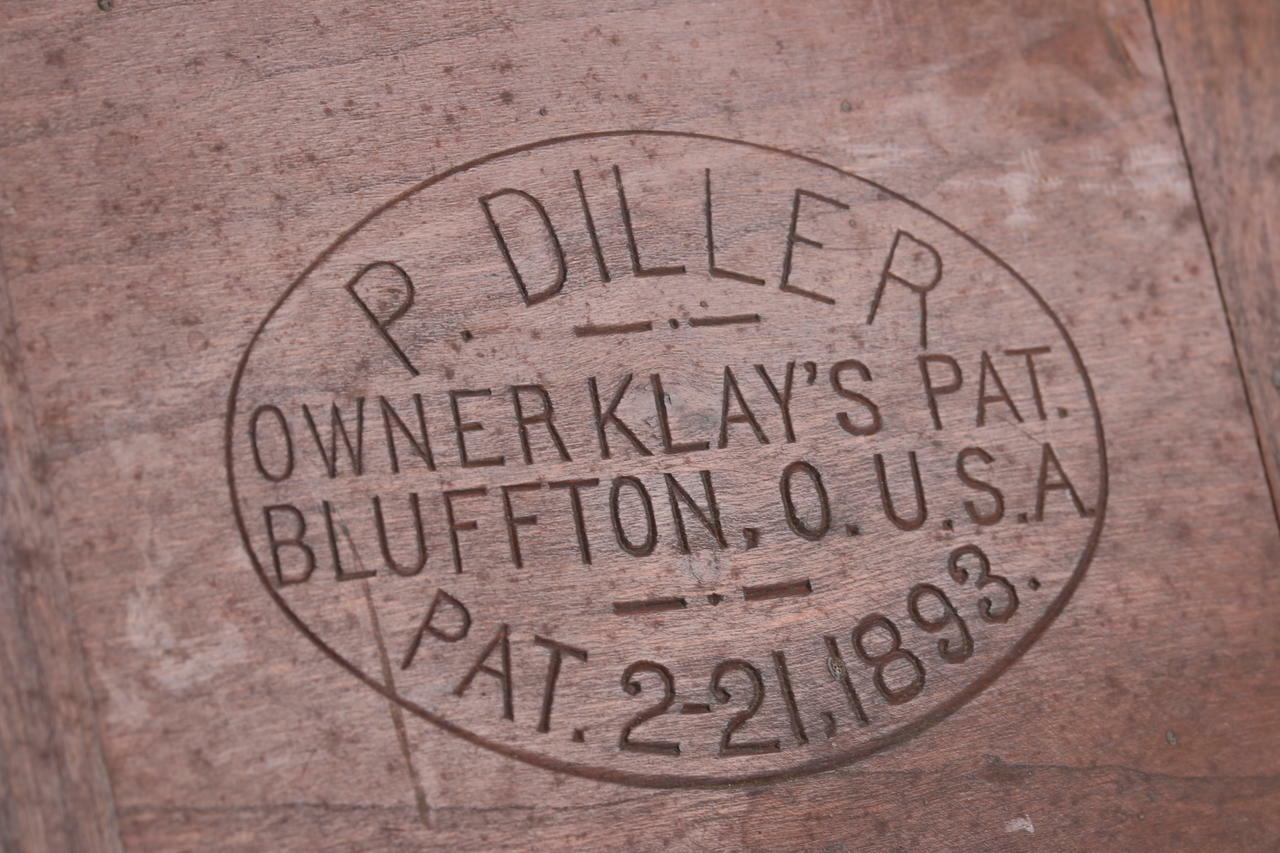 P. DILLER
OWNER KLAY'S PAT.
BLUFFTON, O. U.S.A.
PAT. 2-21, 1893.